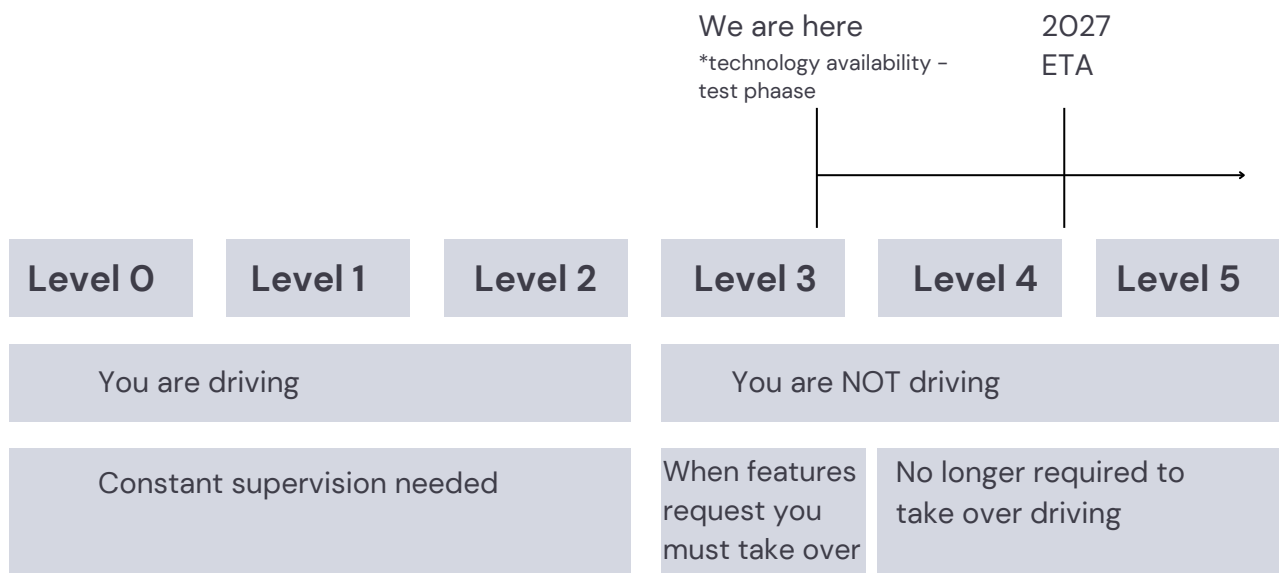 We are here
*technology availability -
test phaase
2027
ETA
Level 0
Level 1
Level 2
Level 3
Level 4
Level 5
You are driving
You are NOT driving
Constant supervision needed
When features
request you
must take over
No longer required to
take over driving